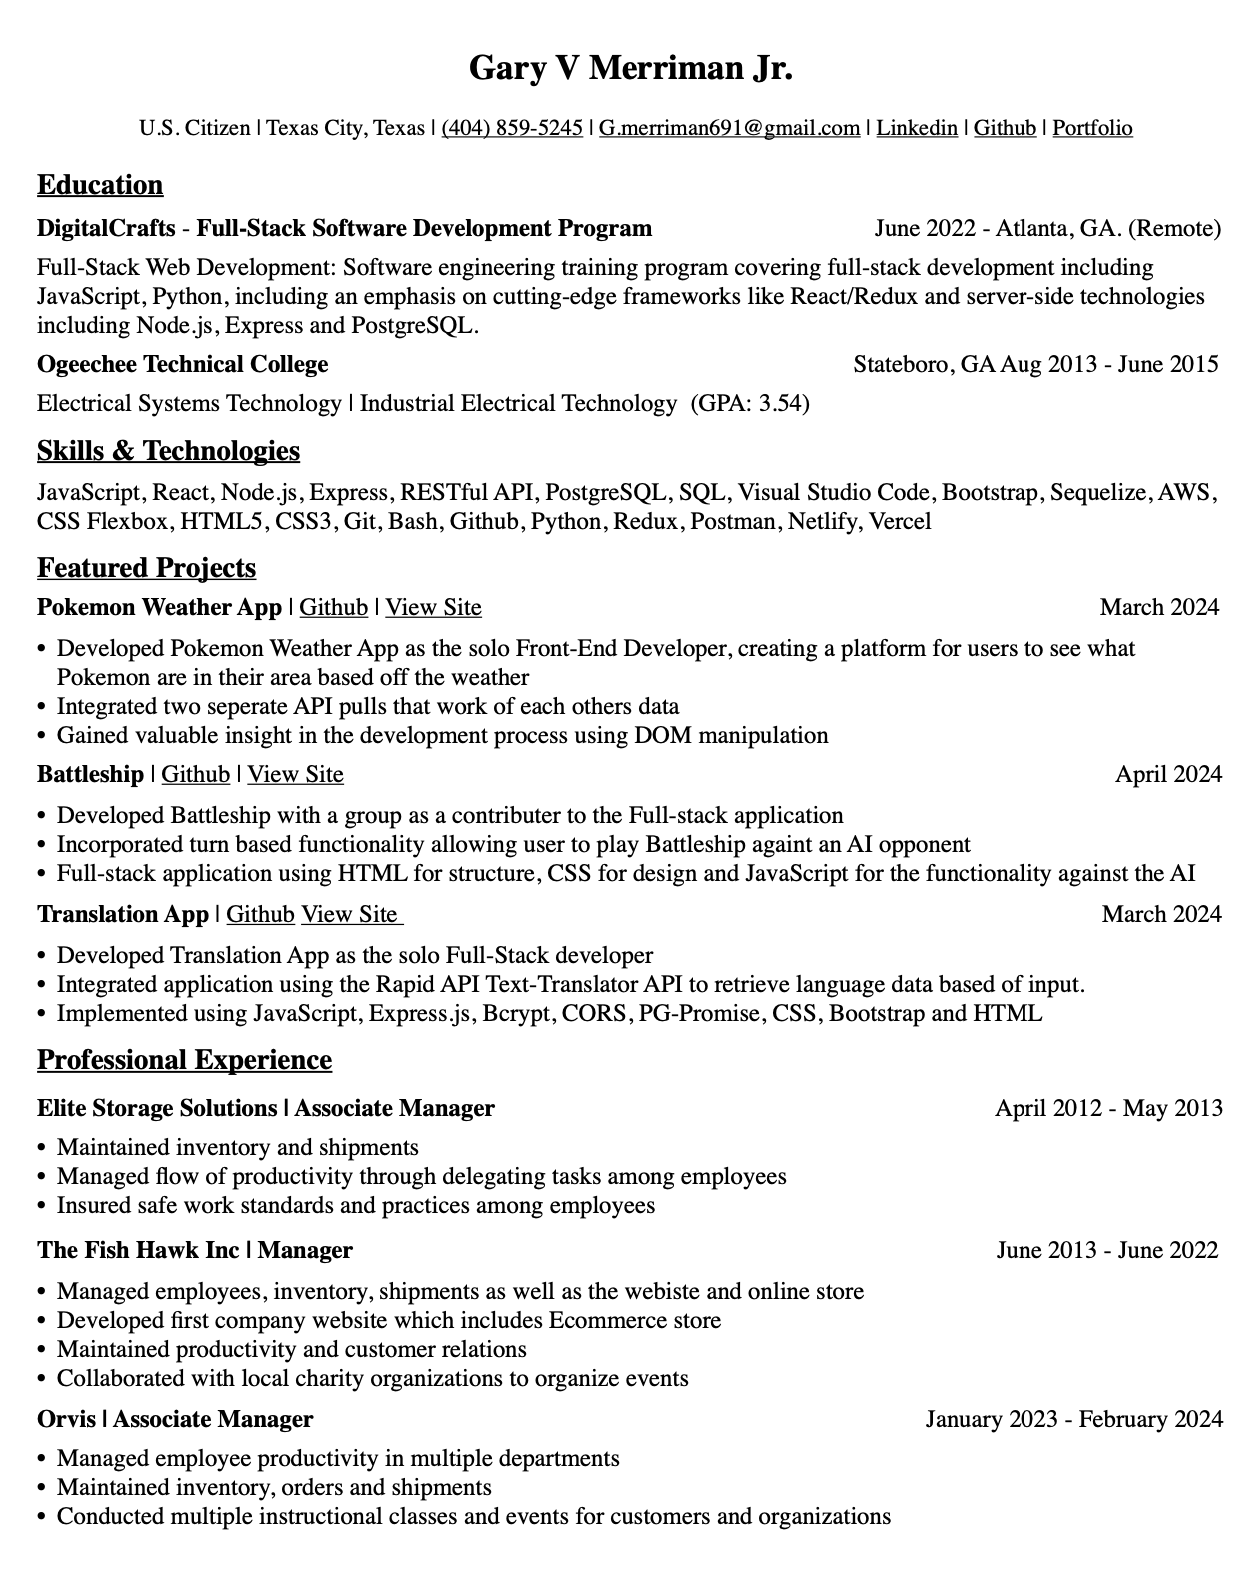 Gary V Merriman Jr.
U.S. Citizen | Texas City, Texas | (404) 859-5245 | G.merriman691@gmail.com | Linkedin | Github | Portfolio
Education
DigitalCrafts - Full-Stack Software Development Program June 2022 - Atlanta, GA. (Remote)
Full-Stack Web Development: Software engineering training program covering full-stack development including
JavaScript, Python, including an emphasis on cutting-edge frameworks like React/Redux and server-side technologies
including Node.js, Express and PostgreSQL.
Ogeechee Technical College Stateboro, GA Aug 2013 - June 2015
Electrical Systems Technology | Industrial Electrical Technology (GPA: 3.54)
Skills & Technologies
JavaScript, React, Node.js, Express, RESTful API, PostgreSQL, SQL, Visual Studio Code, Bootstrap, Sequelize, AWS,
CSS Flexbox, HTML5, CSS3, Git, Bash, Github, Python, Redux, Postman, Netlify, Vercel
Featured Projects
Pokemon Weather App | Github | View Site March 2024
• Developed Pokemon Weather App as the solo Front-End Developer, creating a platform for users to see what
Pokemon are in their area based off the weather
• Integrated two seperate API pulls that work of each others data
• Gained valuable insight in the development process using DOM manipulation
Battleship | Github | View Site April 2024
• Developed Battleship with a group as a contributer to the Full-stack application
• Incorporated turn based functionality allowing user to play Battleship againt an AI opponent
• Full-stack application using HTML for structure, CSS for design and JavaScript for the functionality against the AI
Translation App | Github View Site March 2024
• Developed Translation App as the solo Full-Stack developer
• Integrated application using the Rapid API Text-Translator API to retrieve language data based of input.
• Implemented using JavaScript, Express.js, Bcrypt, CORS, PG-Promise, CSS, Bootstrap and HTML
Professional Experience
Elite Storage Solutions | Associate Manager April 2012 - May 2013
• Maintained inventory and shipments
• Managed flow of productivity through delegating tasks among employees
• Insured safe work standards and practices among employees
The Fish Hawk Inc | Manager June 2013 - June 2022
• Managed employees, inventory, shipments as well as the webiste and online store
• Developed first company website which includes Ecommerce store
• Maintained productivity and customer relations
• Collaborated with local charity organizations to organize events
Orvis | Associate Manager January 2023 - February 2024
• Managed employee productivity in multiple departments
• Maintained inventory, orders and shipments
• Conducted multiple instructional classes and events for customers and organizations